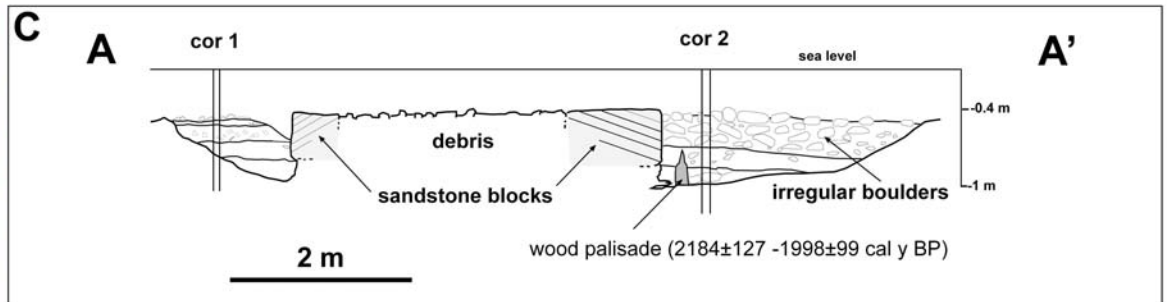 C
A
cor 1
cor 2
sea level
A’
-0.4 m
debris
sandstone blocks
irregular boulders
-1 m
wood palisade (2184±127 -1998±99 cal y BP)
2 m